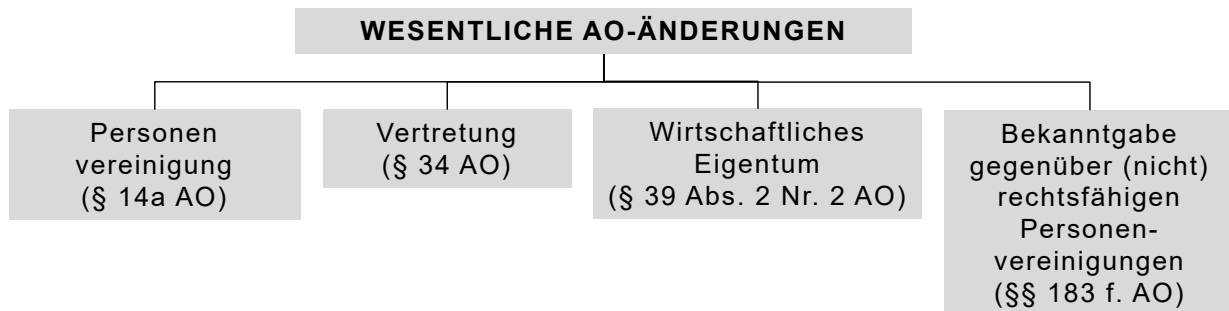 WESENTLICHE AO-ÄNDERUNGEN
Personen
vereinigung
(§ 14a AO)
Vertretung
(§ 34 AO)
Wirtschaftliches
Eigentum
(§ 39 Abs. 2 Nr. 2 AO)
Bekanntgabe
gegenüber (nicht)
rechtsfähigen
Personen-
vereinigungen
(§§ 183 f. AO)